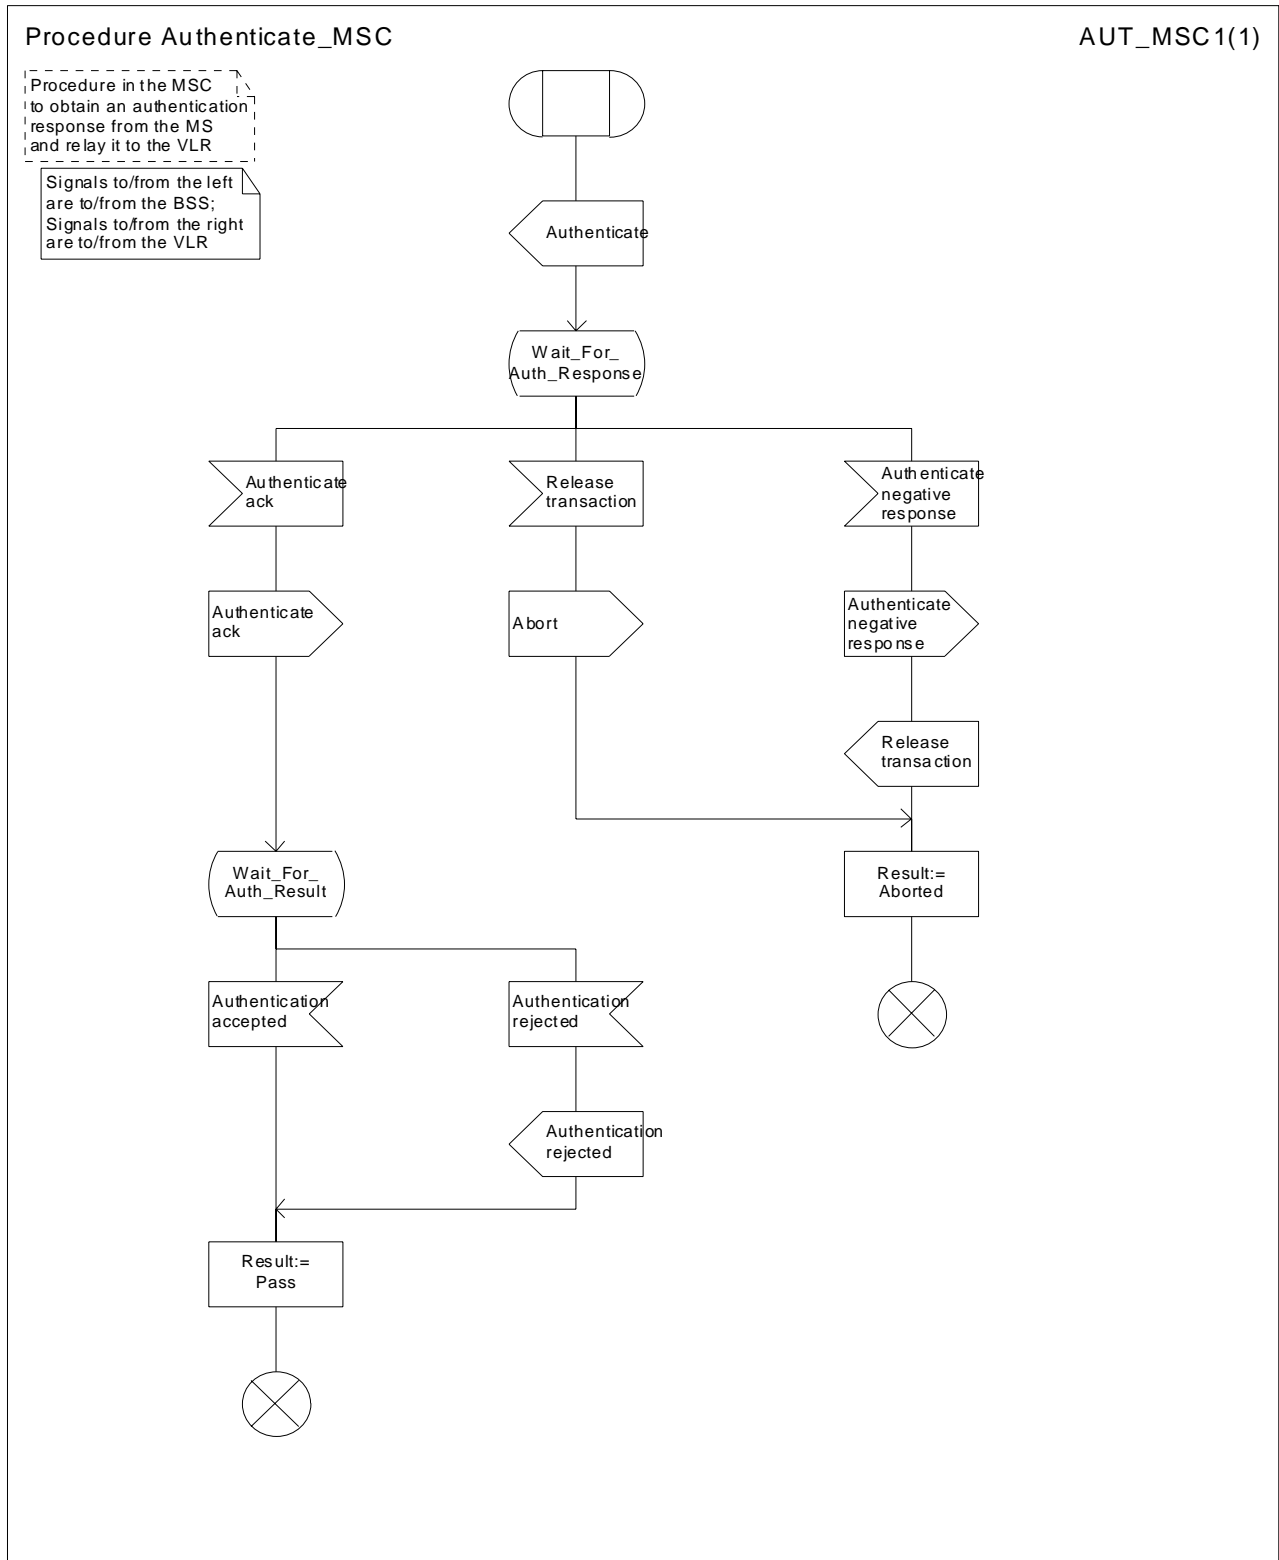 Procedure Authenticate_MSC
AUT_MSC1(1)
Procedure in the MSC
to obtain an authentication
response from the MS
and relay it to the VLR
Signals to/from the left
are to/from the BSS;
Signals to/from the right
are to/from the VLR
Authenticate
Wait_For_
Auth_Response
Authenticate
ack
Release
transaction
Authenticate
negative
response
Authenticate
ack
Abort
Authenticate
negative
response
Release
transaction
Wait_For_
Auth_Result
Result:=
Aborted
Authentication
accepted
Authentication
rejected
Authentication
rejected
Result:=
Pass